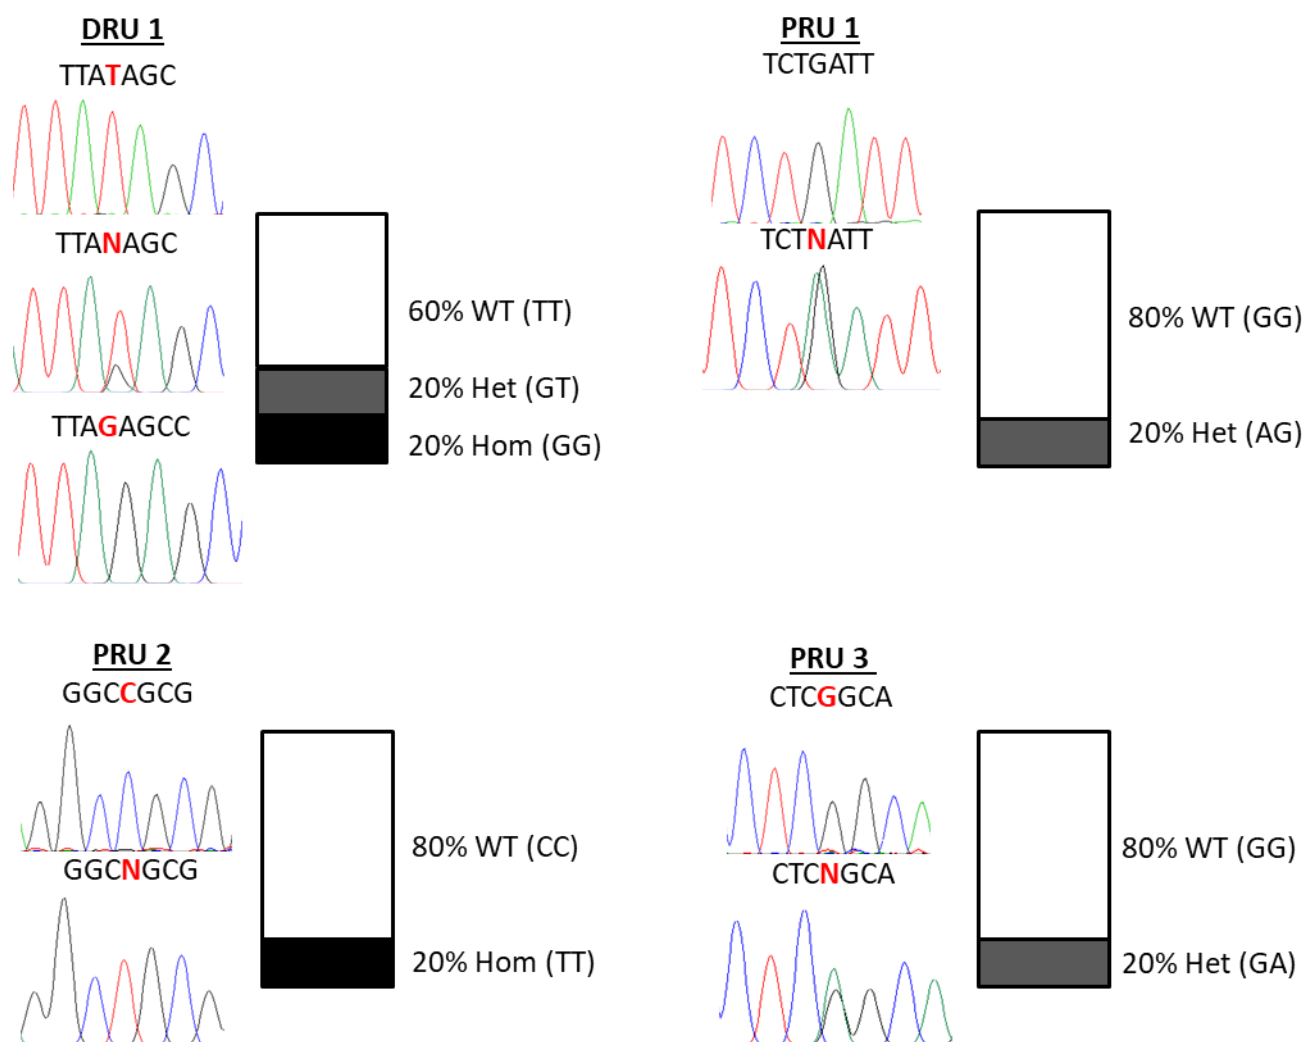 DRU 1
TTATAGC
TTANAGC
60% WT (TT)
20% Het (GT)
TTAGAGCC
20% Hom (GG)
PRU 1
TCTGATT
TCTNATT
80% WT (GG)
20% Het (AG)
PRU 2
GGCCGCG
80% WT (CC)
GGCNGCG
20% Hom (TT)
PRU 3
CTCGGCA
80% WT (GG)
CTCNGCA
20% Het (GA)